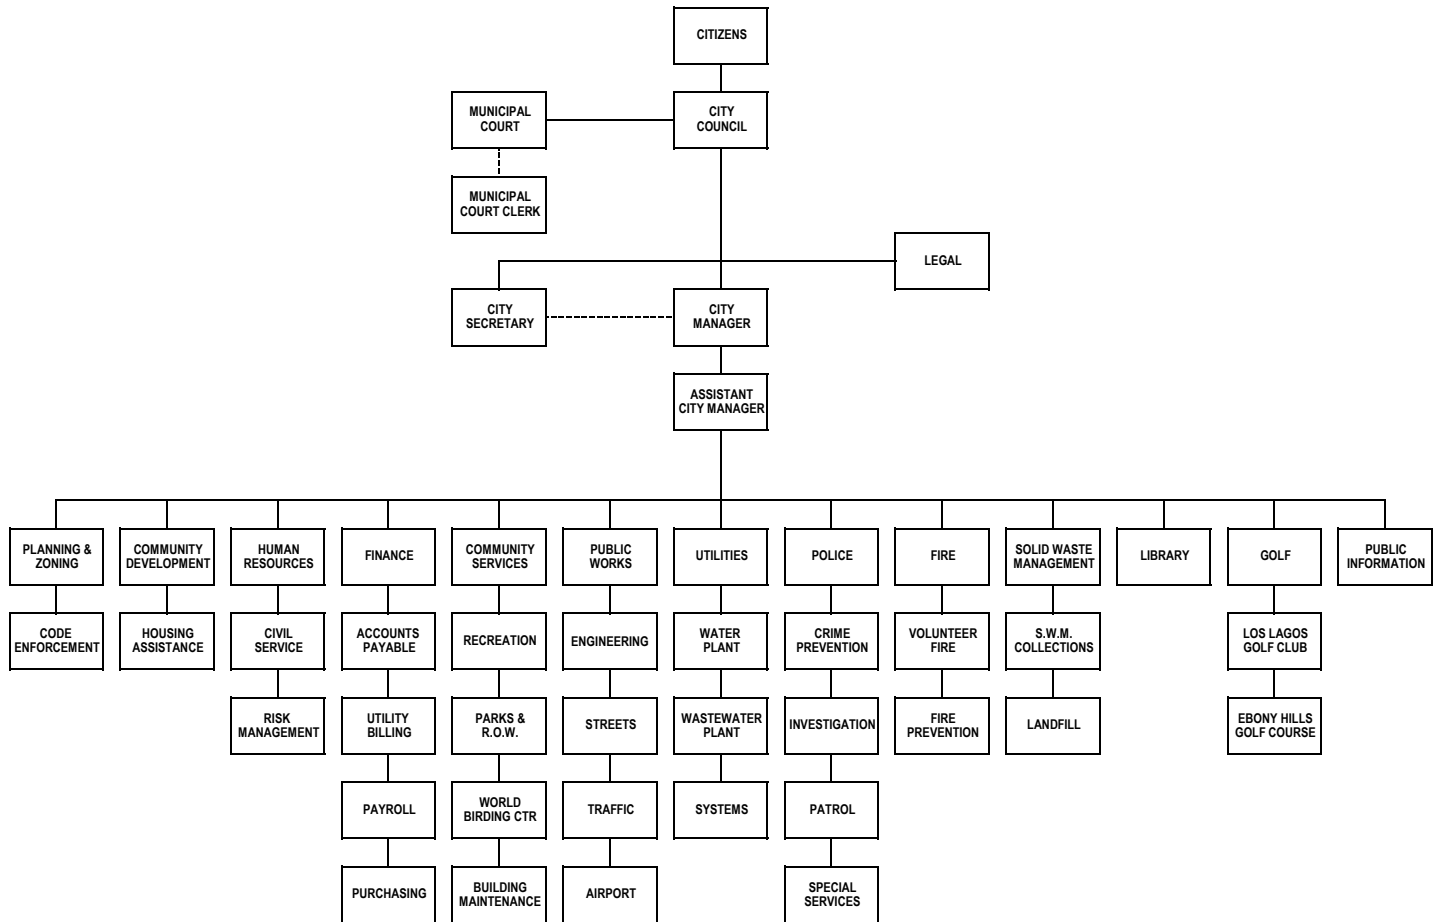 CITIZENS
MUNICIPAL
COURT
CITY
COUNCIL
MUNICIPAL
COURT CLERK
LEGAL
CITY
SECRETARY
CITY
MANAGER
ASSISTANT
CITY MANAGER
PLANNING &
ZONING
COMMUNITY
DEVELOPMENT
HUMAN
RESOURCES
FINANCE
COMMUNITY
SERVICES
PUBLIC
WORKS
UTILITIES
POLICE
FIRE
SOLID WASTE
MANAGEMENT
LIBRARY
GOLF
PUBLIC
INFORMATION
CODE
ENFORCEMENT
HOUSING
ASSISTANCE
CIVIL
SERVICE
ACCOUNTS
PAYABLE
RECREATION
ENGINEERING
WATER
PLANT
CRIME
PREVENTION
VOLUNTEER
FIRE
S.W.M.
COLLECTIONS
LOS LAGOS
GOLF CLUB
RISK
MANAGEMENT
UTILITY
BILLING
PARKS &
R.O.W.
STREETS
WASTEWATER
PLANT
INVESTIGATION
FIRE
PREVENTION
LANDFILL
EBONY HILLS
GOLF COURSE
PAYROLL
WORLD
BIRDING CTR
TRAFFIC
SYSTEMS
PATROL
PURCHASING
BUILDING
MAINTENANCE
AIRPORT
SPECIAL
SERVICES